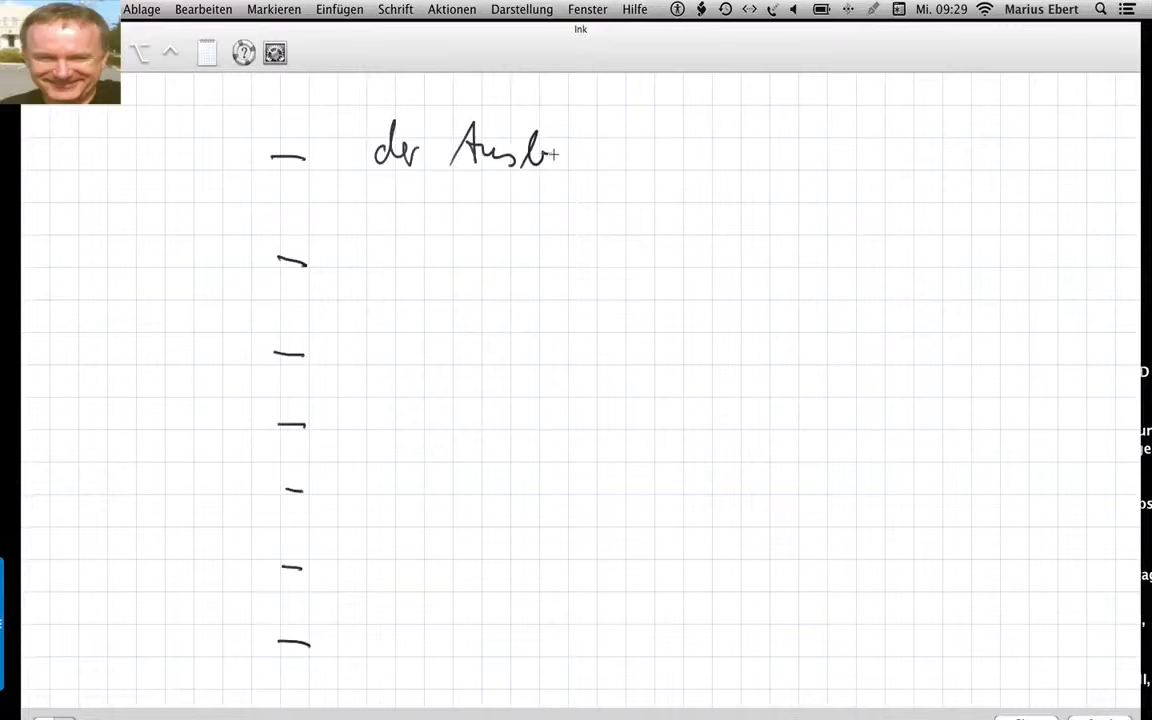 Ablage Bearbeiten Markieren Einfügen Schrift Aktionen Darstellung Fenster Hilfe Mi. 09:29 Marius Ebert
Ink
der Ausb